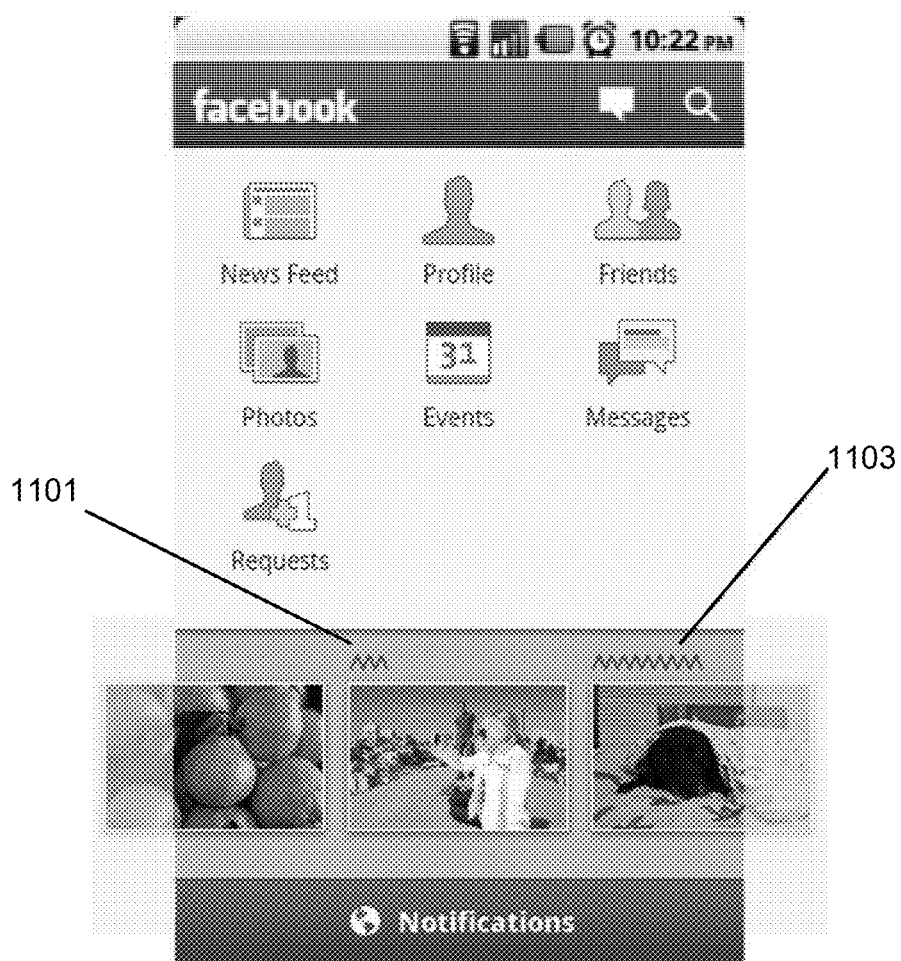 10:22 PM
facebook
News Feed Profile Friends
31
Photos Events Messages
1
Requests
1101
1103
Notifications